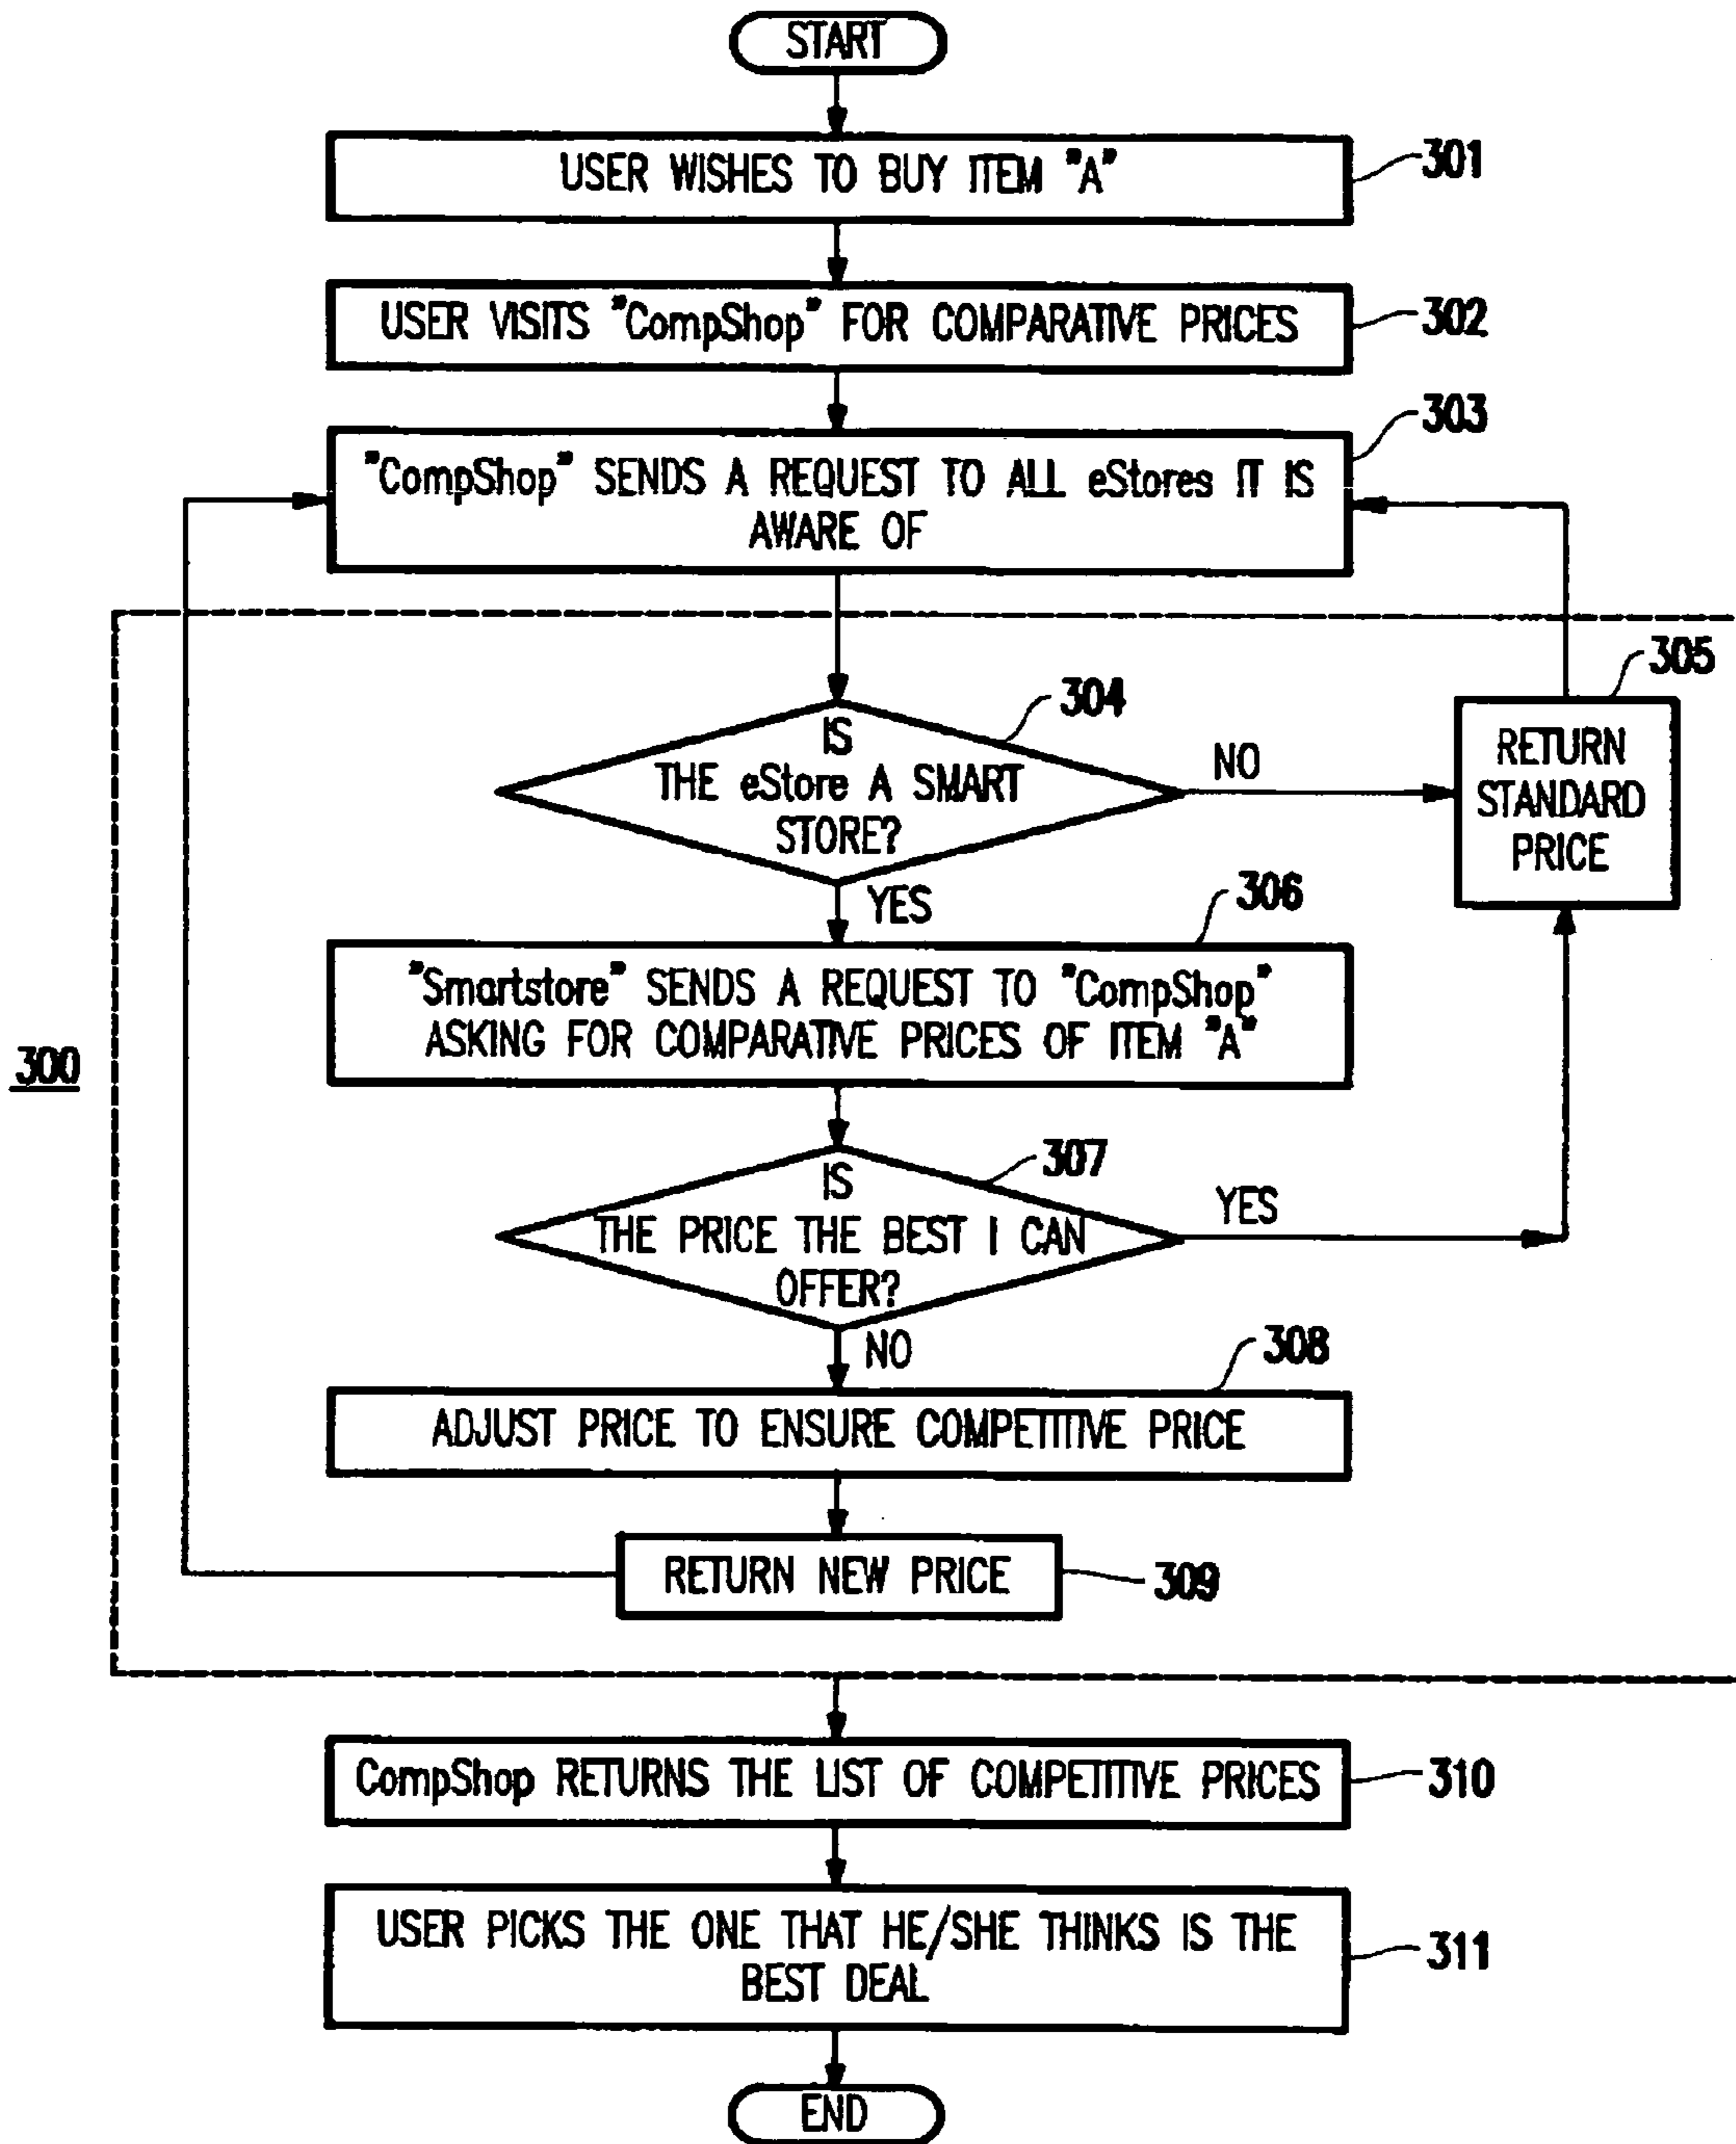 START
USER WISHES TO BUY ITEM "A"
301
USER VISITS "CompShop" FOR COMPARATIVE PRICES
302
303
"CompShop" SENDS A REQUEST TO ALL eStores IT IS
AWARE OF
305
304
IS
THE eStore A SMART
STORE?
NO
RETURN
STANDARD
PRICE
YES
306
"Smartstore" SENDS A REQUEST TO "CompShop"
ASKING FOR COMPARATIVE PRICES OF ITEM "A"
300
307
IS
THE PRICE THE BEST I CAN
OFFER?
YES
NO
308
ADJUST PRICE TO ENSURE COMPETITIVE PRICE
RETURN NEW PRICE
309
CompShop RETURNS THE LIST OF COMPETITIVE PRICES
310
USER PICKS THE ONE THAT HE/SHE THINKS IS THE
BEST DEAL
311
END